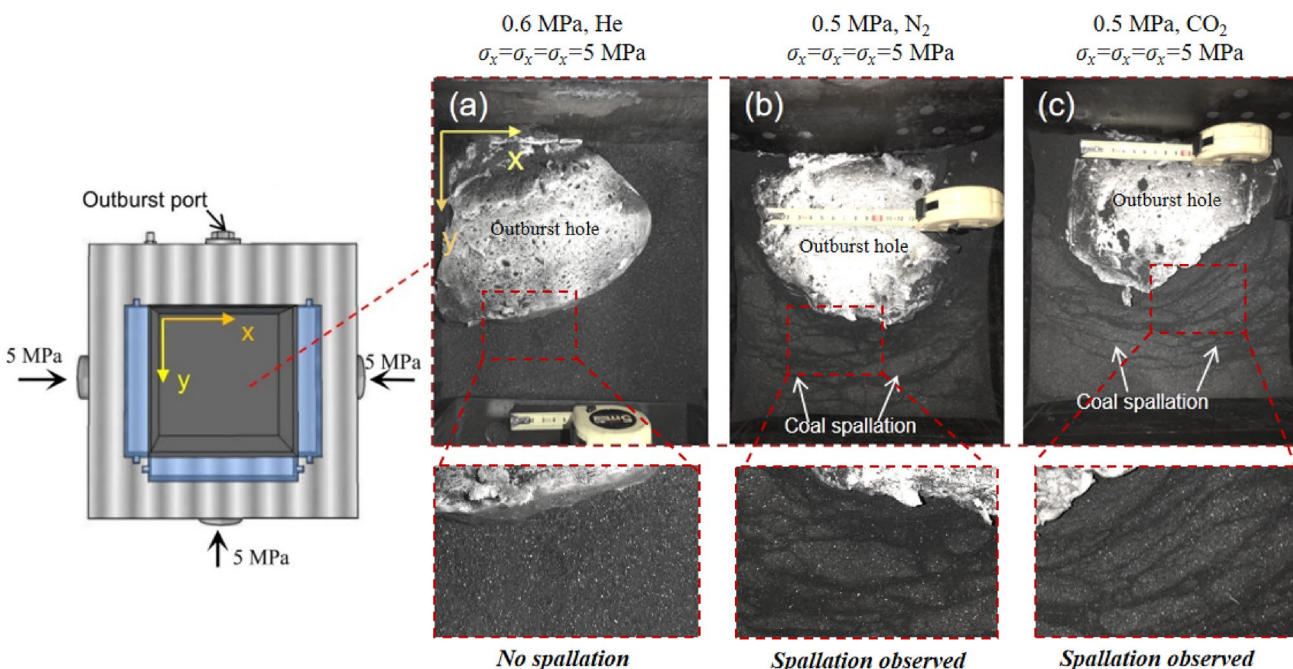 0.6 MPa, He
σx=σx=σx=5 MPa
0.5 MPa, N2
σx=σx=σx=5 MPa
0.5 MPa, CO2
σx=σx=σx=5 MPa
Outburst port
x
y
5 MPa
5 MPa
5 MPa
(a)
x
y
Outburst hole
(b)
Outburst hole
Coal spallation
(c)
Outburst hole
Coal spallation
No spallation
Spallation observed
Spallation observed